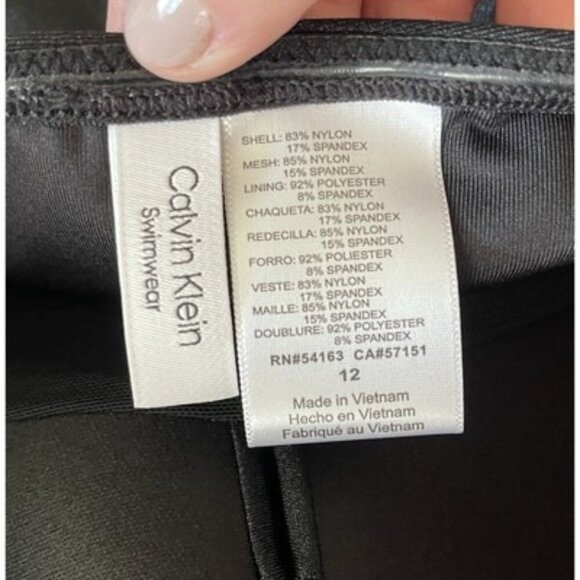 Calvin Klein
Swimwear
SHELL: 83% NYLON
17% SPANDEX
MESH: 85% NYLON
15% SPANDEX
LINING: 92% POLYESTER
8% SPANDEX
CHAQUETA: 83% NYLON
17% SPANDEX
REDECILLA: 85% NYLON
15% SPANDEX
FORRO: 92% POLIESTER
8% SPANDEX
VESTE: 83% NYLON
17% SPANDEX
MAILLE: 85% NYLON
15% SPANDEX
DOUBLURE: 92% POLYESTER
8% SPANDEX
RN#54163 CA#57151
12
Made in Vietnam
Hecho en Vietnam
Fabriqué au Vietnam